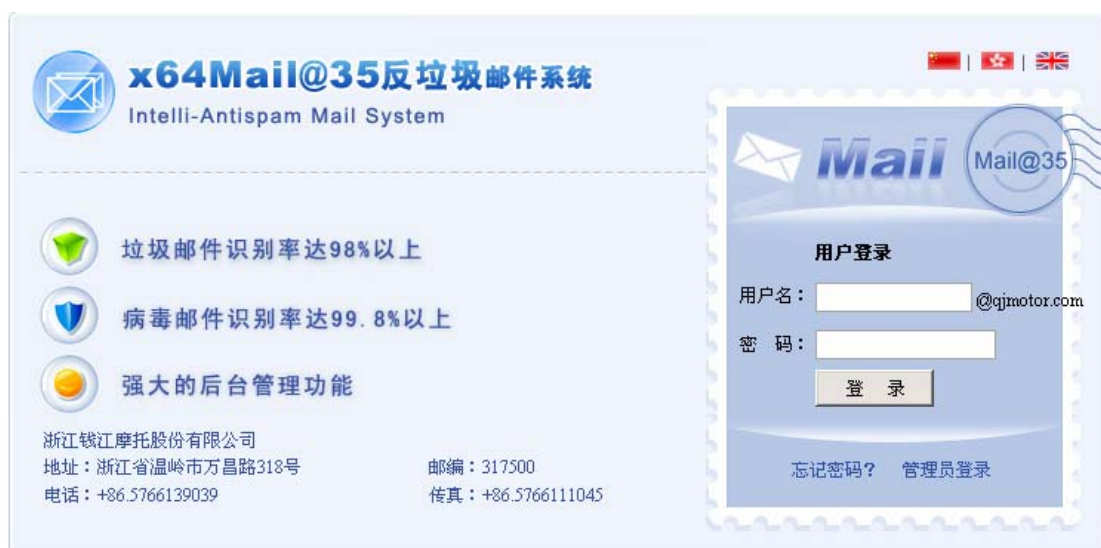 x64Mail@35反垃圾邮件系统
Intelli-Antispam Mail System
| |
Mail
Mail@35
垃圾邮件识别率达98%以上
病毒邮件识别率达99.8%以上
强大的后台管理功能
用户登录
用户名：
@qjmotor.com
密 码：
登 录
忘记密码? 管理员登录
浙江钱江摩托股份有限公司
地址：浙江省温岭市万昌路318号 邮编：317500
电话：+86.5766139039 传真：+86.5766111045